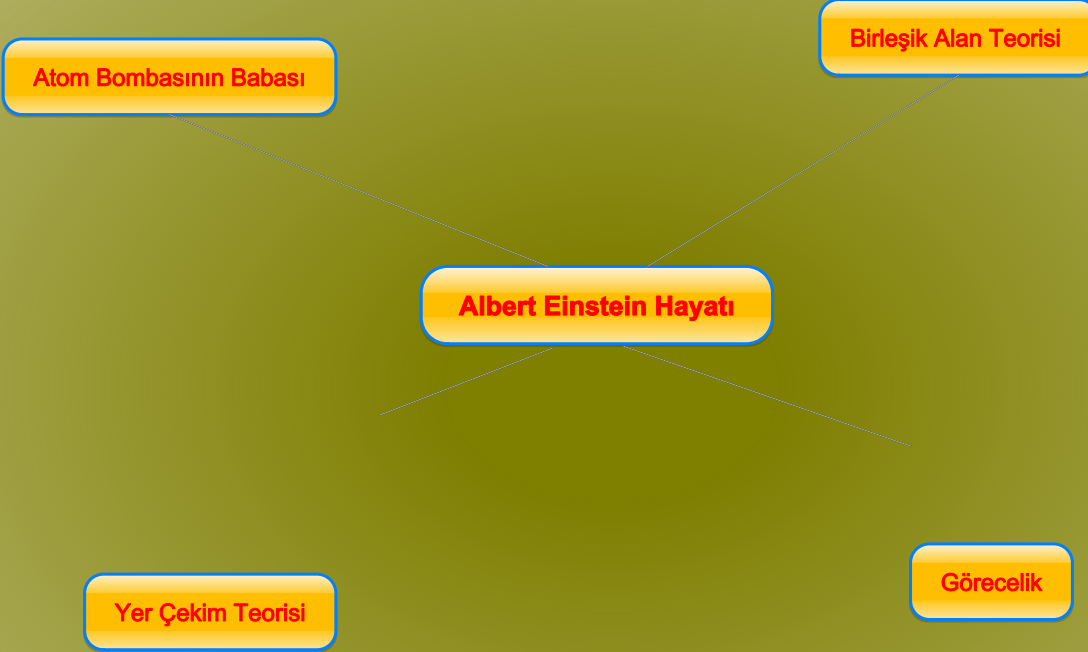 Birleşik Alan Teorisi
Atom Bombasının Babası
Albert Einstein Hayatı
Görecelik
Yer Çekim Teorisi